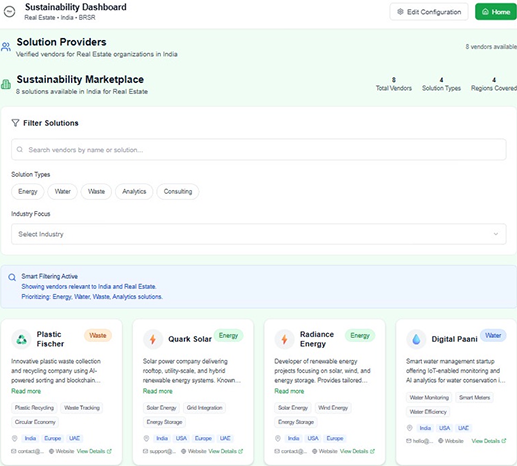 Sustainability Dashboard
Real Estate • India • BRSR
Edit Configuration
Home
Solution Providers
Verified vendors for Real Estate organizations in India
8 vendors available
Sustainability Marketplace
8 solutions available in India for Real Estate
8
Total Vendors
4
Solution Types
4
Regions Covered
Filter Solutions
Search vendors by name or solution...
Solution Types
Energy
Water
Waste
Analytics
Consulting
Industry Focus
Select Industry
Smart Filtering Active
Showing vendors relevant to India and Real Estate.
Prioritizing: Energy, Water, Waste, Analytics solutions.
Plastic
Fischer
Waste
Innovative plastic waste collection
and recycling company using AI-
powered sorting and blockchain...
Read more
Plastic Recycling
Waste Tracking
Circular Economy
India
Europe
UAE
contact@...
Website
View Details
Quark Solar
Energy
Solar power company delivering
rooftop, utility-scale, and hybrid
renewable energy systems. Known...
Read more
Solar Energy
Grid Integration
Energy Storage
India
USA
Europe
UAE
support@...
Website
View Details
Radiance
Energy
Energy
Developer of renewable energy
projects focusing on solar, wind, and
energy storage. Provides tailored...
Read more
Solar Energy
Wind Energy
Energy Storage
India
USA
Europe
UAE
contact@...
Website
View Details
Digital Paani
Water
Smart water management startup
offering IoT-enabled monitoring and
AI analytics for water conservation i...
Water Monitoring
Smart Meters
Water Efficiency
India
USA
UAE
hello@...
Website
View Details